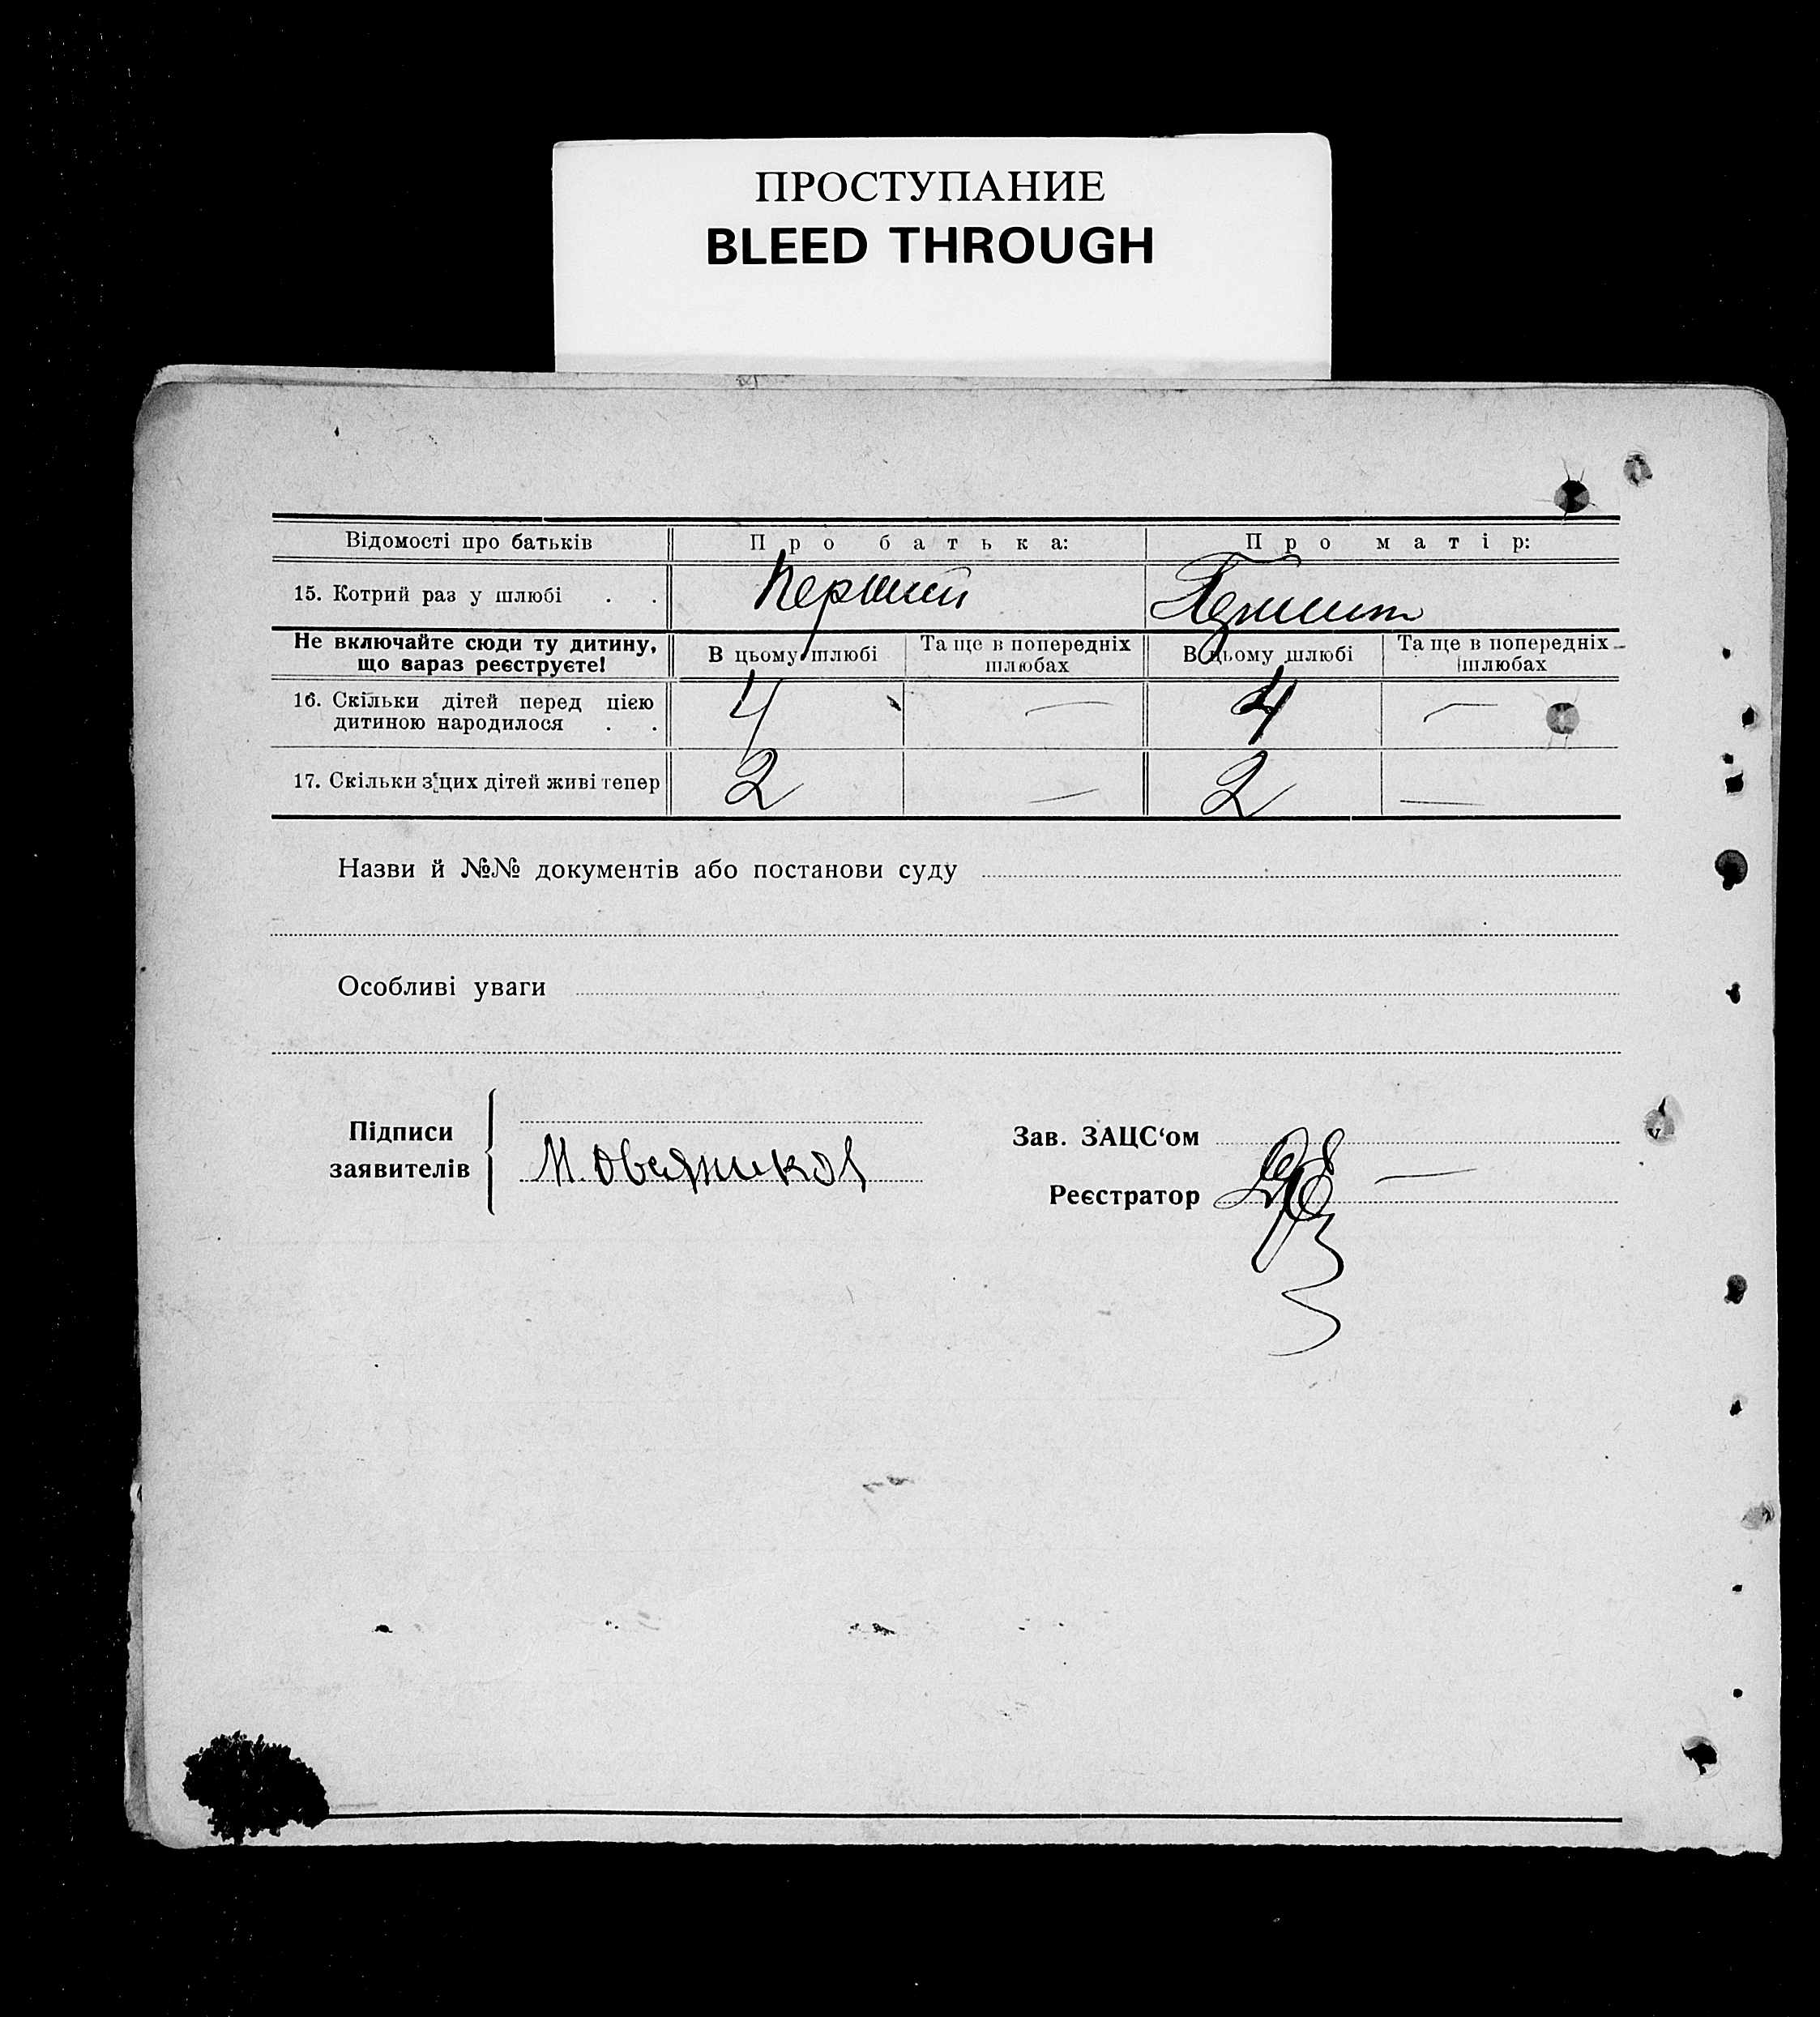 ПРОСТУПАНИЕ
BLEED THROUGH
Відомості про батьків Про батька: Про матір:
15. Котрий раз у шлюбі . . Перший
Не включайте сюди ту дитину, що вараз реєструєте! В цьому шлюбі Та ще в попередніх шлюбах В цьому шлюбі Та ще в попередніх шлюбах
16. Скільки дітей перед цією
дитиною народилося . . 4 — 4 —
17. Скільки з цих дітей живі тепер 2 — 2 —
Назви й №№ документів або постанови суду
Особливі уваги
Підписи
заявителів
М. Овсяников
Зав. ЗАЦС‘ом
Реєстратор